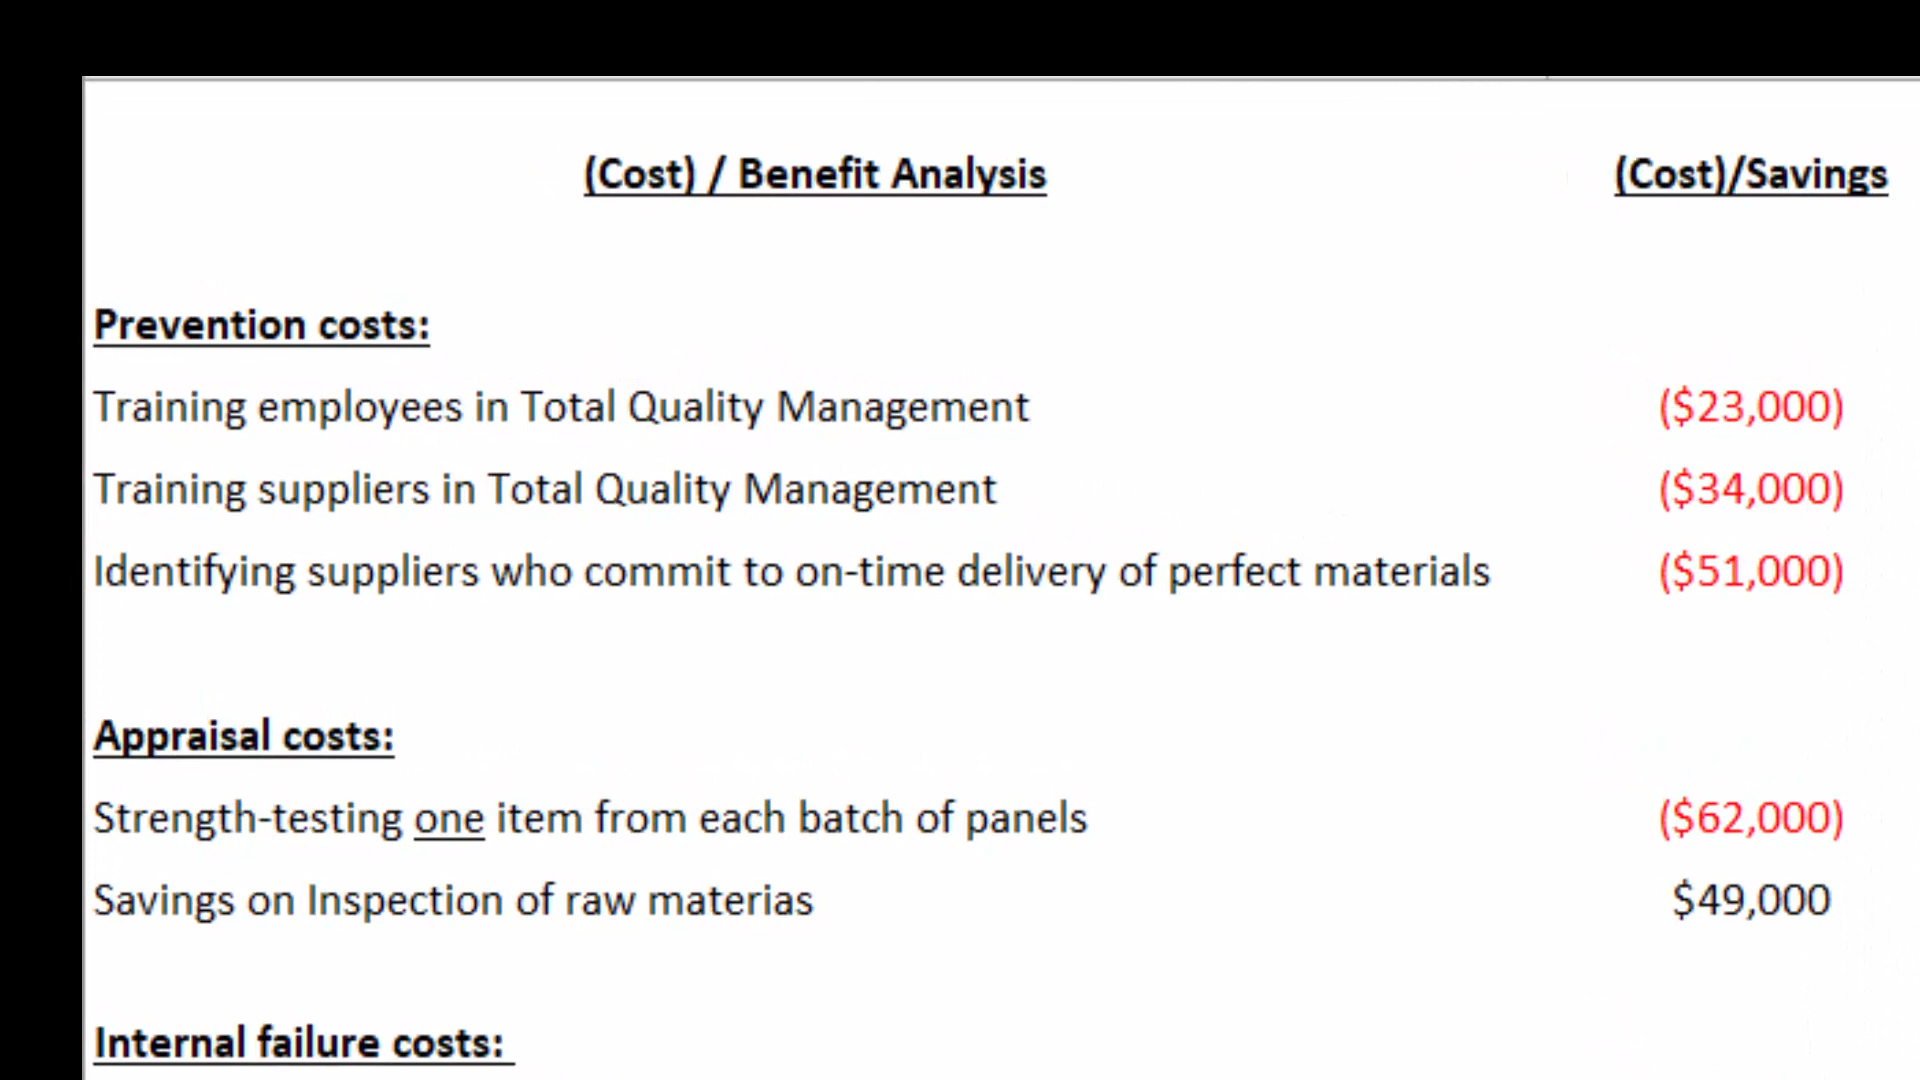 (Cost) / Benefit Analysis (Cost)/Savings
Prevention costs:
Training employees in Total Quality Management ($23,000)
Training suppliers in Total Quality Management ($34,000)
Identifying suppliers who commit to on-time delivery of perfect materials ($51,000)
Appraisal costs:
Strength-testing one item from each batch of panels ($62,000)
Savings on Inspection of raw materias $49,000
Internal failure costs: